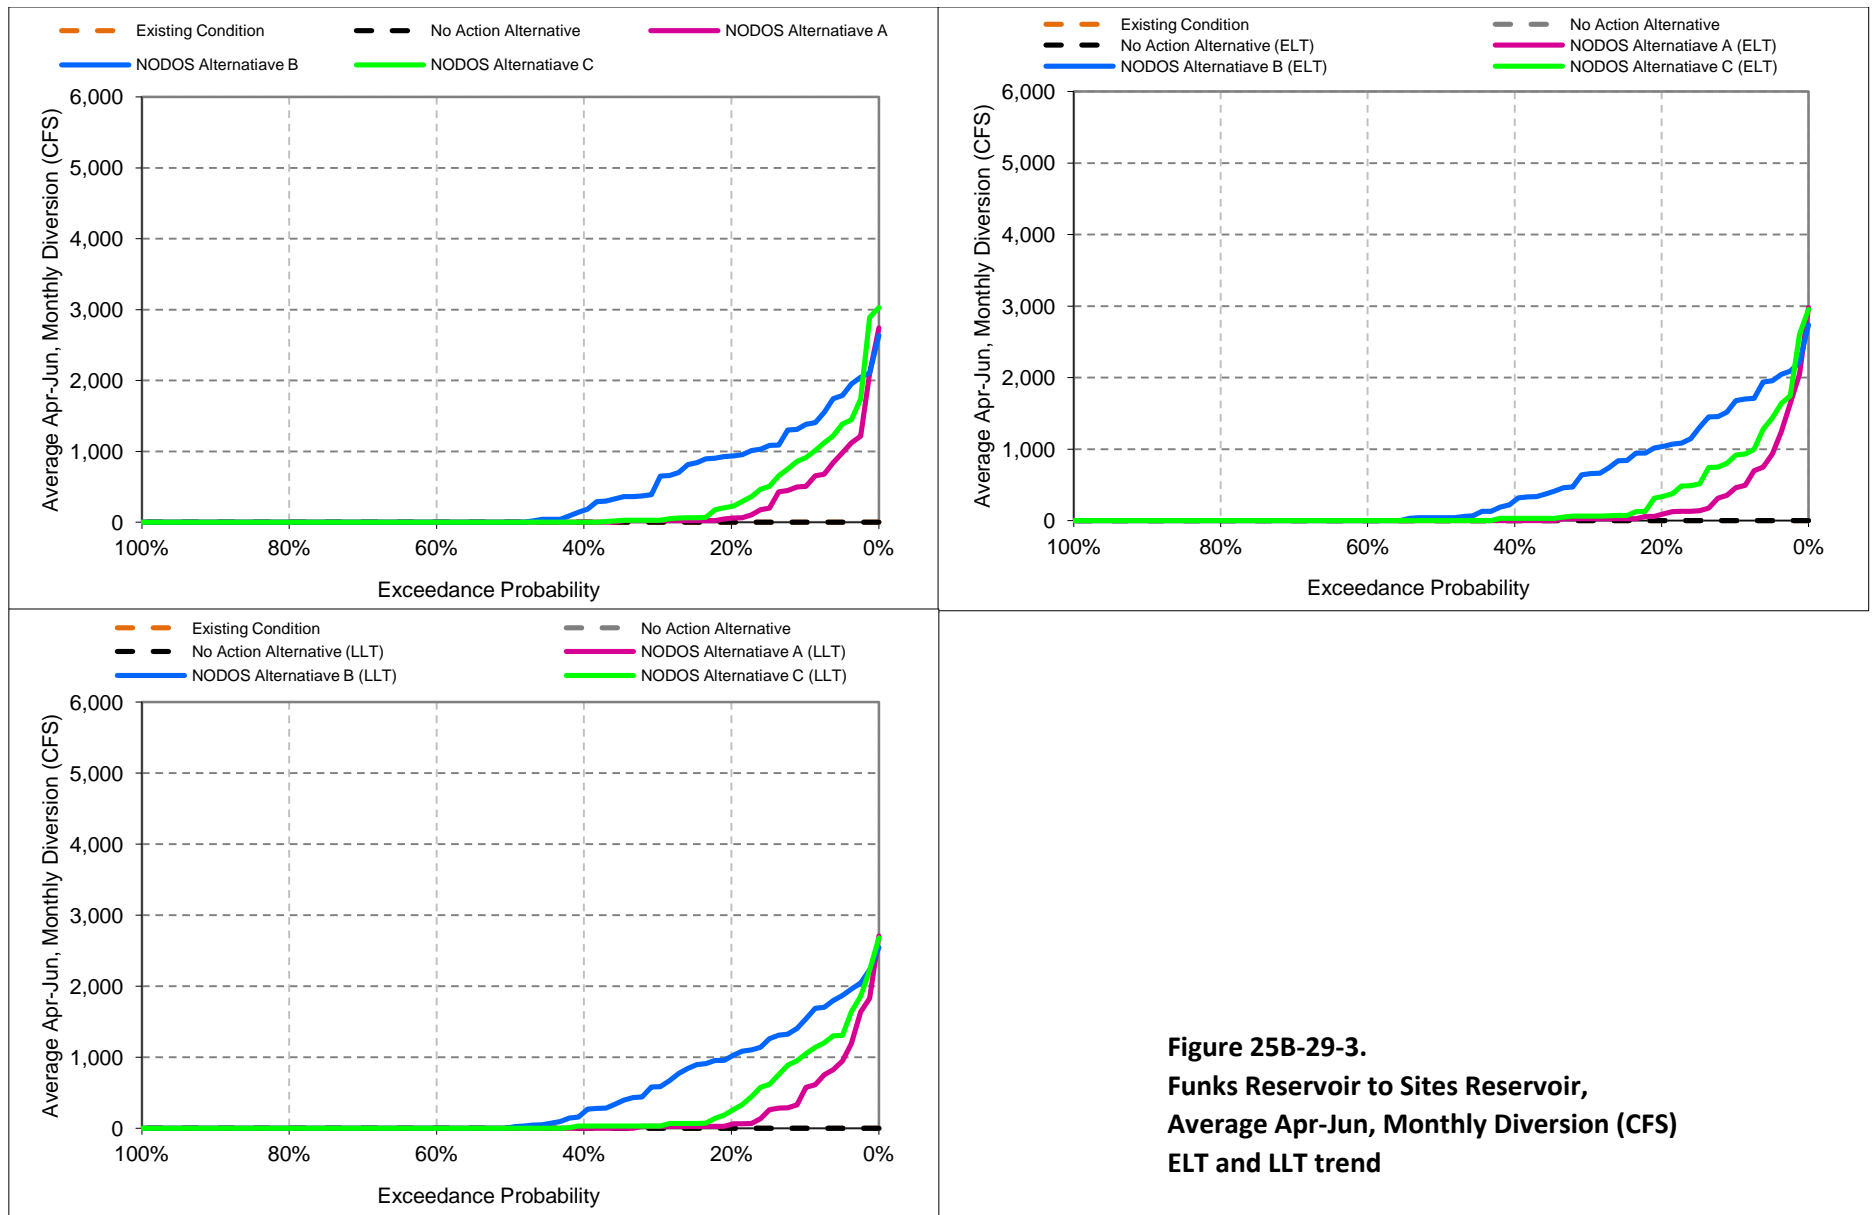 Existing Condition
No Action Alternative
NODOS Alternatiave A
NODOS Alternatiave B
NODOS Alternatiave C
Average Apr-Jun, Monthly Diversion (CFS)
6,000
5,000
4,000
3,000
2,000
1,000
0
100% 80% 60% 40% 20% 0%
Exceedance Probability
Existing Condition
No Action Alternative
No Action Alternative (ELT)
NODOS Alternatiave A (ELT)
NODOS Alternatiave B (ELT)
NODOS Alternatiave C (ELT)
Average Apr-Jun, Monthly Diversion (CFS)
6,000
5,000
4,000
3,000
2,000
1,000
0
100% 80% 60% 40% 20% 0%
Exceedance Probability
Existing Condition
No Action Alternative
No Action Alternative (LLT)
NODOS Alternatiave A (LLT)
NODOS Alternatiave B (LLT)
NODOS Alternatiave C (LLT)
Average Apr-Jun, Monthly Diversion (CFS)
6,000
5,000
4,000
3,000
2,000
1,000
0
100% 80% 60% 40% 20% 0%
Exceedance Probability
Figure 25B-29-3.
Funks Reservoir to Sites Reservoir,
Average Apr-Jun, Monthly Diversion (CFS)
ELT and LLT trend